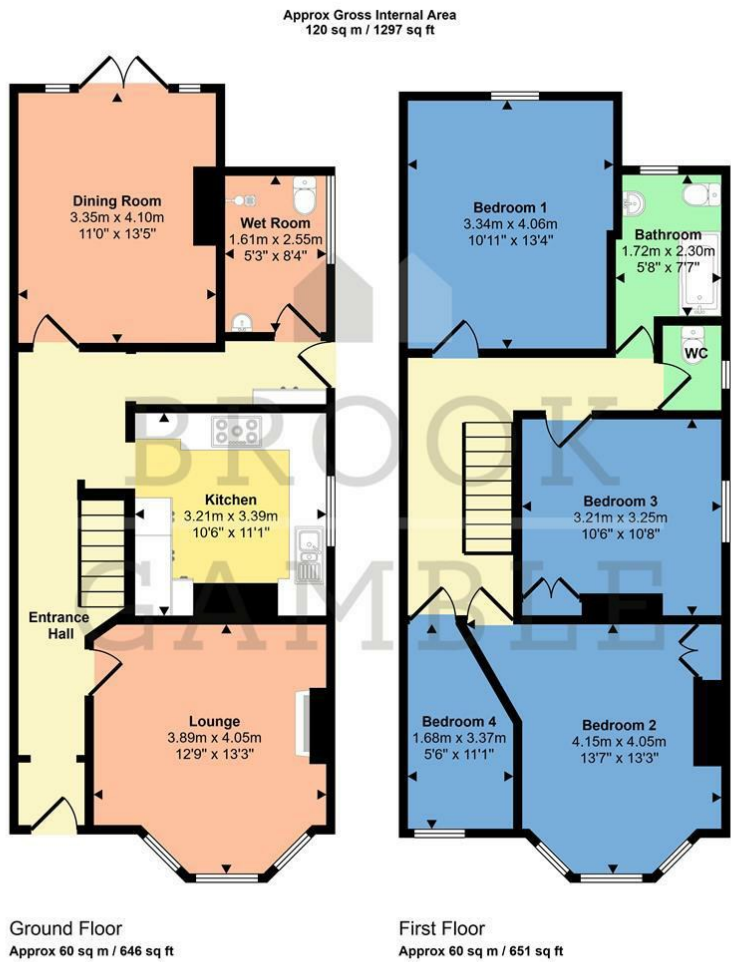 Approx Gross Internal Area
120 sq m / 1297 sq ft
Dining Room
3.35m x 4.10m
11'0" x 13'5"
Wet Room
1.61m x 2.55m
5'3" x 8'4"
Kitchen
3.21m x 3.39m
10'6" x 11'1"
Entrance
Hall
Lounge
3.89m x 4.05m
12'9" x 13'3"
Ground Floor
Approx 60 sq m / 646 sq ft
Bedroom 1
3.34m x 4.06m
10'11" x 13'4"
Bathroom
1.72m x 2.30m
5'8" x 7'7"
WC
Bedroom 3
3.21m x 3.25m
10'6" x 10'8"
Bedroom 4
1.68m x 3.37m
5'6" x 11'1"
Bedroom 2
4.15m x 4.05m
13'7" x 13'3"
First Floor
Approx 60 sq m / 651 sq ft
BROOK
GAMBLE